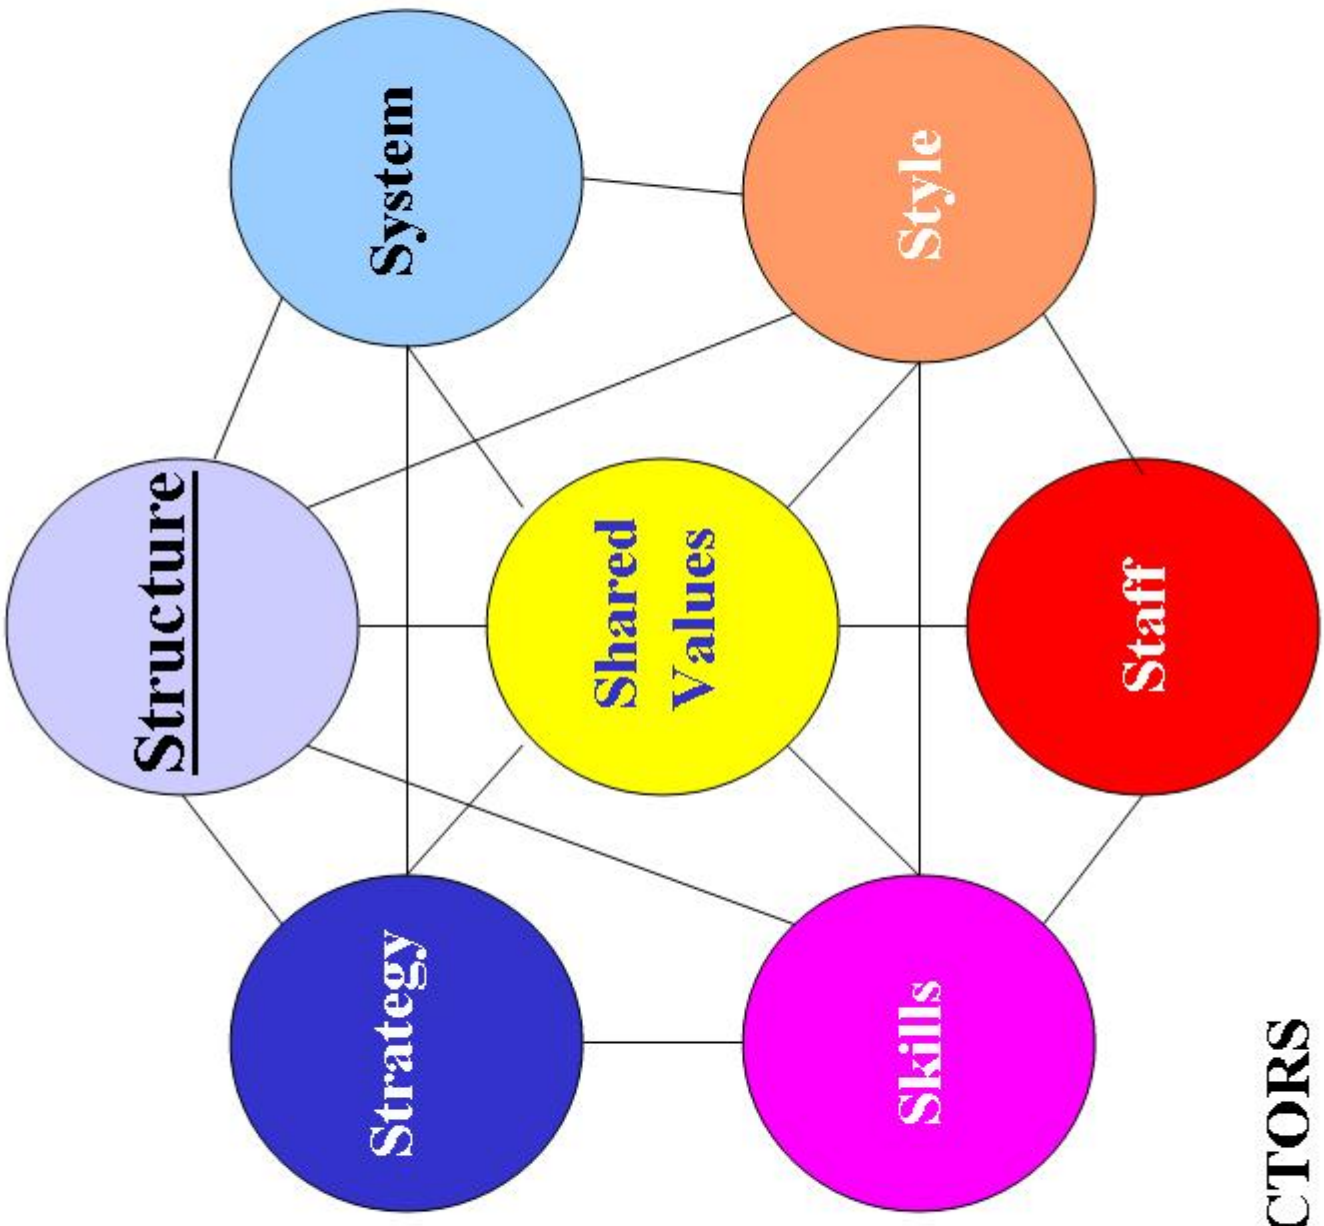 Structure
Strategy
System
Shared
Values
Skills
Style
Staff
CTORS